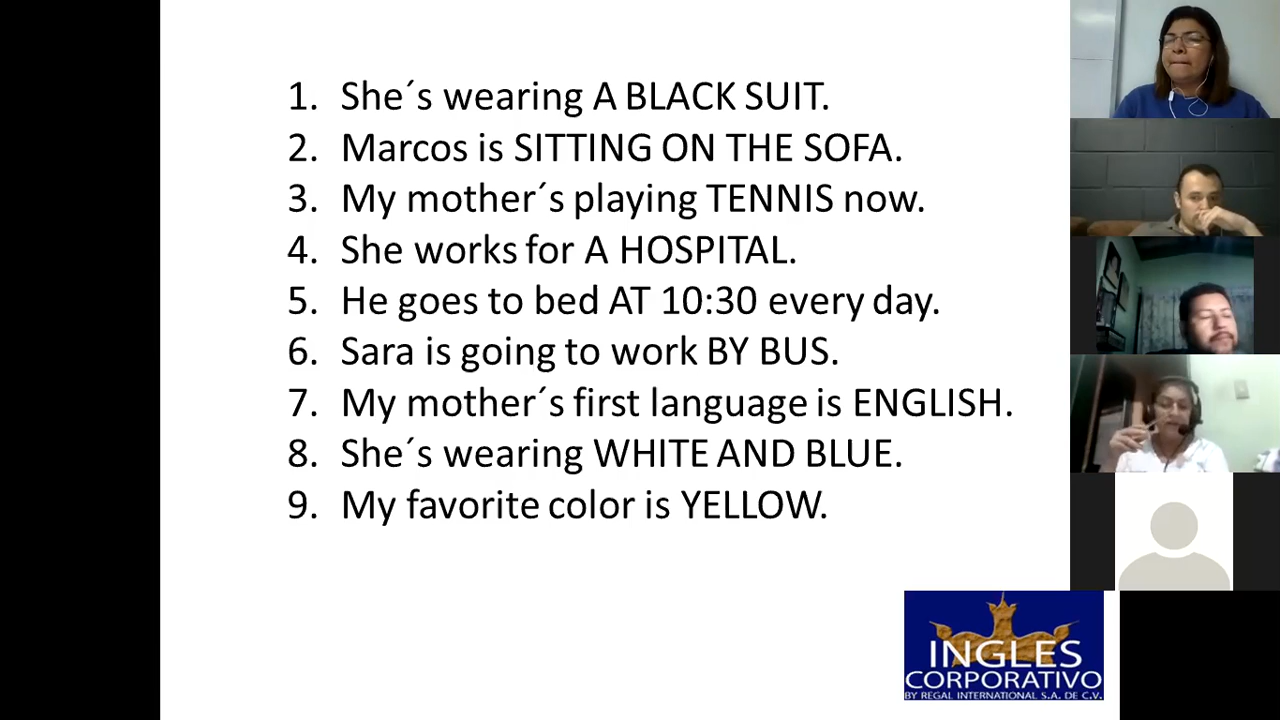 1. She´s wearing A BLACK SUIT.
2. Marcos is SITTING ON THE SOFA.
3. My mother´s playing TENNIS now.
4. She works for A HOSPITAL.
5. He goes to bed AT 10:30 every day.
6. Sara is going to work BY BUS.
7. My mother´s first language is ENGLISH.
8. She´s wearing WHITE AND BLUE.
9. My favorite color is YELLOW.
INGLES
CORPORATIVO
BY REGAL INTERNATIONAL S.A. DE C.V.